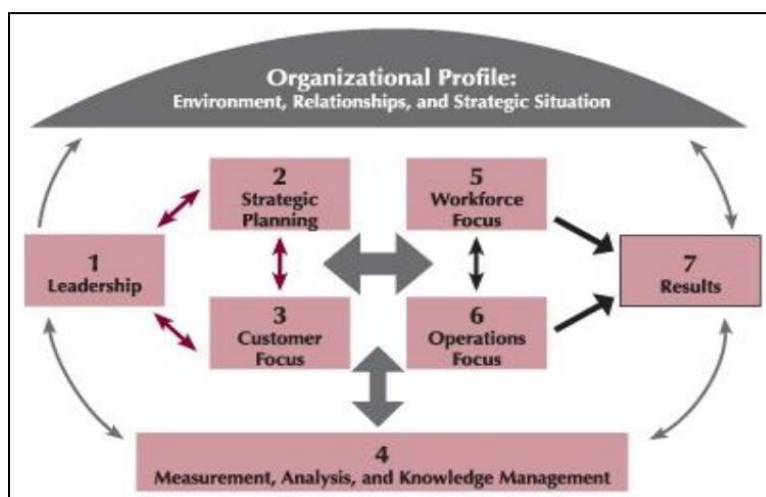 Organizational Profile:
Environment, Relationships, and Strategic Situation
1
Leadership
2
Strategic
Planning
3
Customer
Focus
5
Workforce
Focus
6
Operations
Focus
7
Results
4
Measurement, Analysis, and Knowledge Management